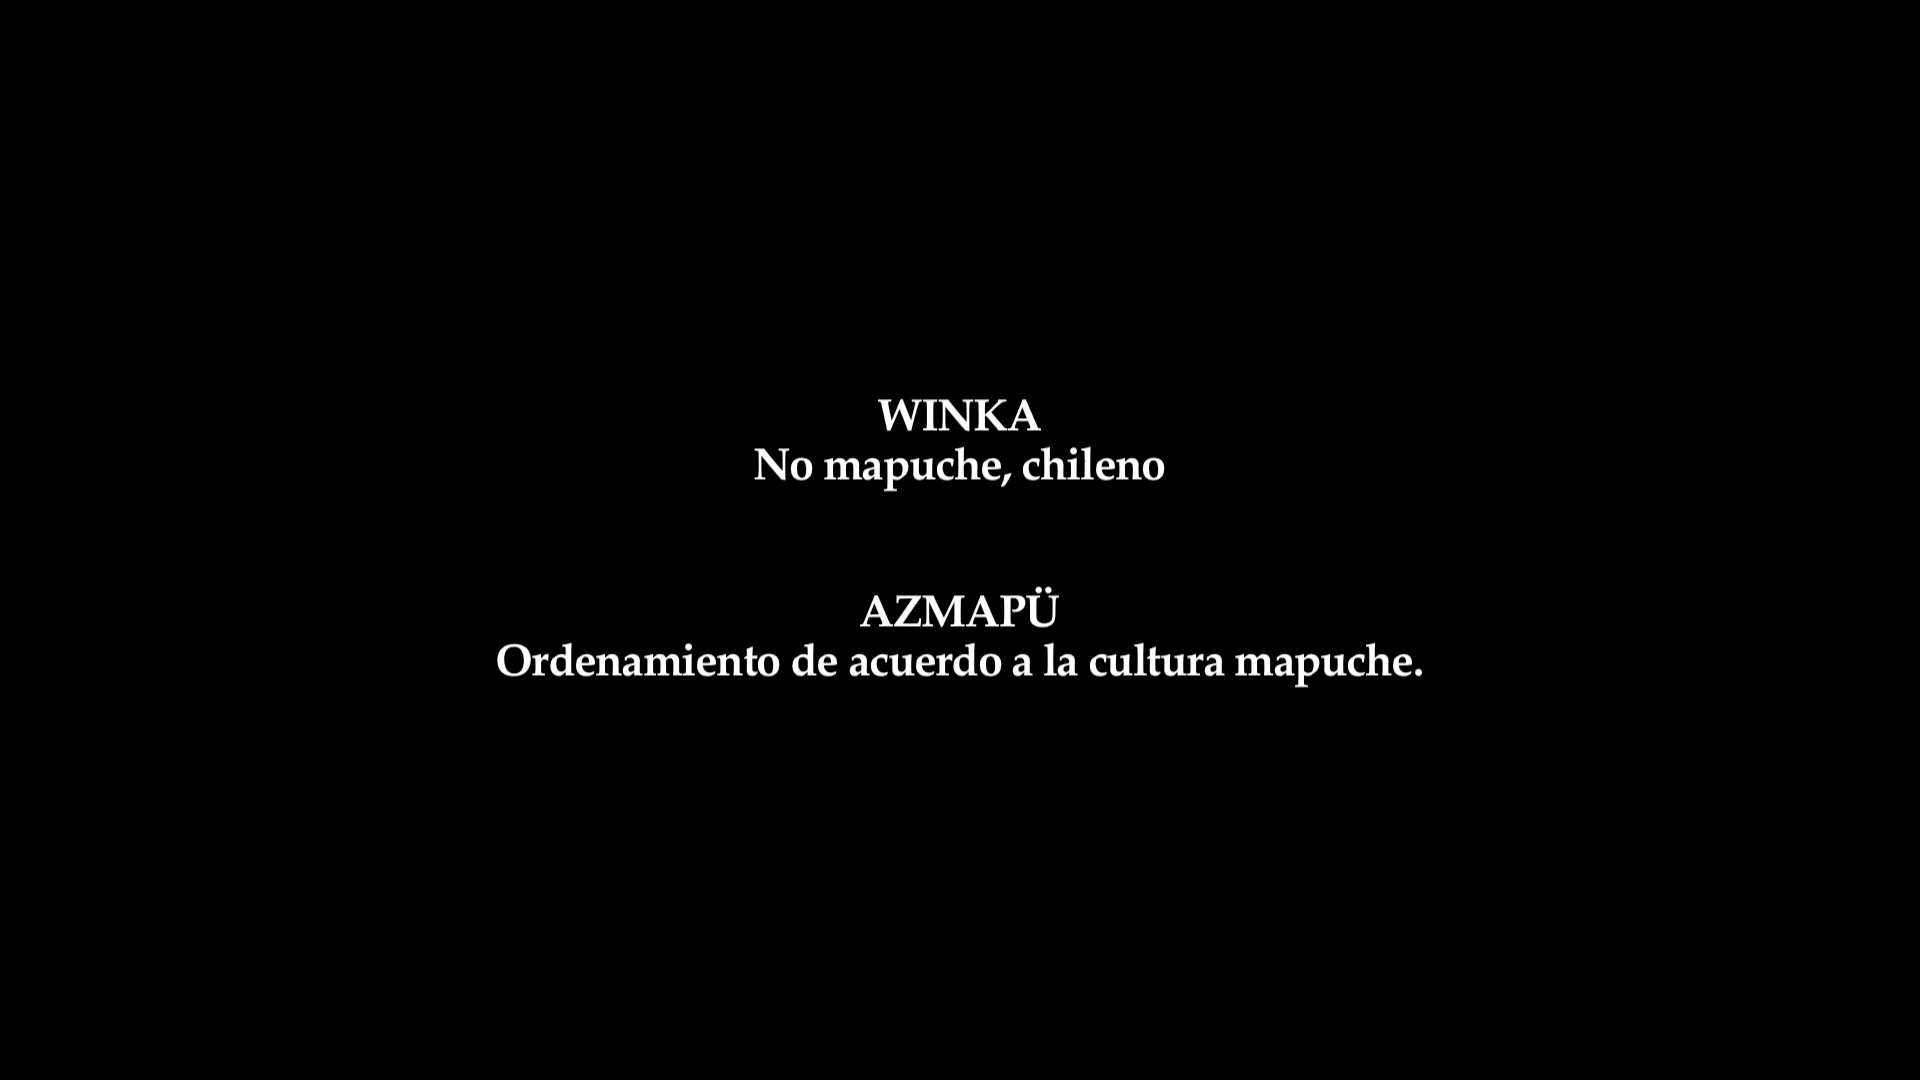 WINKA
No mapuche, chileno
AZMAPÜ
Ordenamiento de acuerdo a la cultura mapuche.